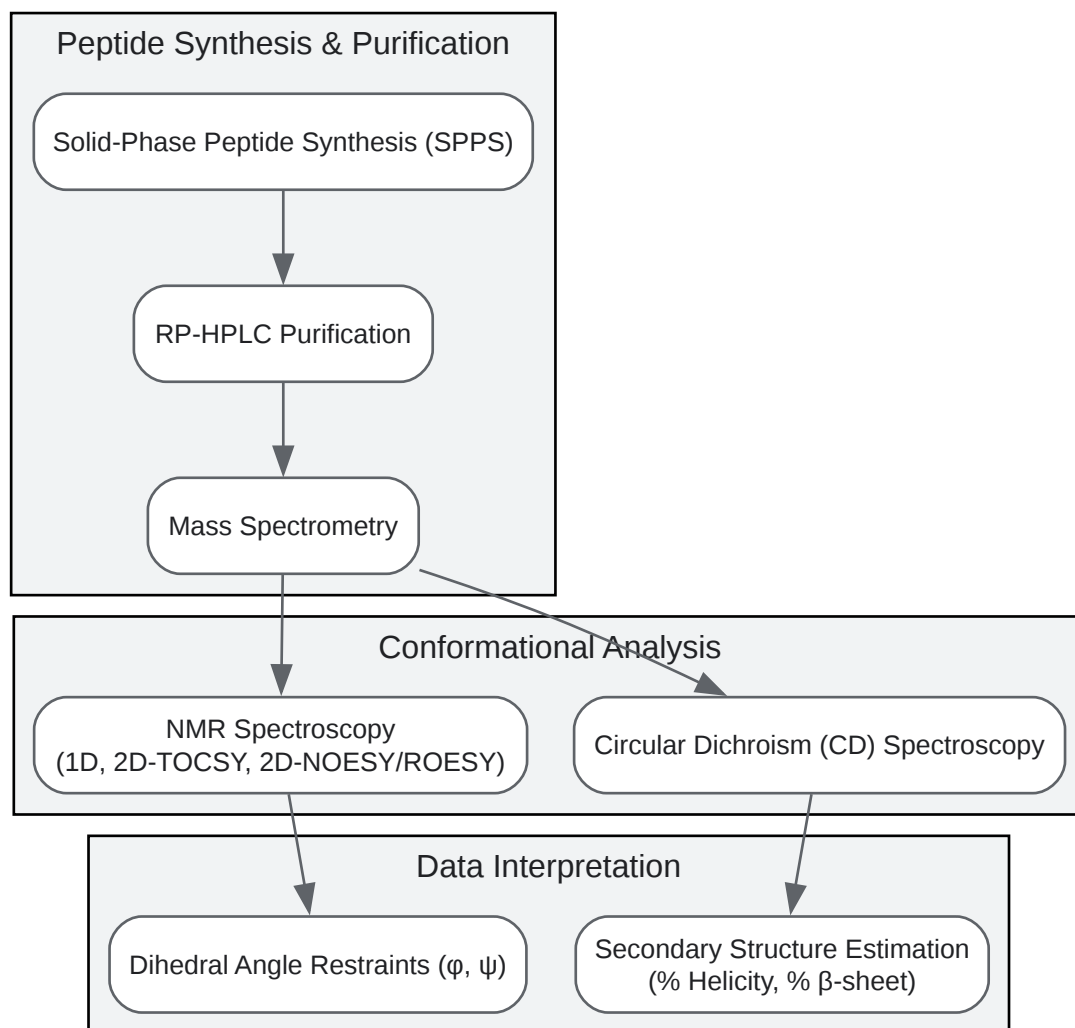 Peptide Synthesis & Purification
Solid-Phase Peptide Synthesis (SPPS)
RP-HPLC Purification
Mass Spectrometry
Conformational Analysis
NMR Spectroscopy
(1D, 2D-TOCSY, 2D-NOESY/ROESY)
Circular Dichroism (CD) Spectroscopy
Data Interpretation
Dihedral Angle Restraints (φ, ψ)
Secondary Structure Estimation
(% Helicity, % β-sheet)